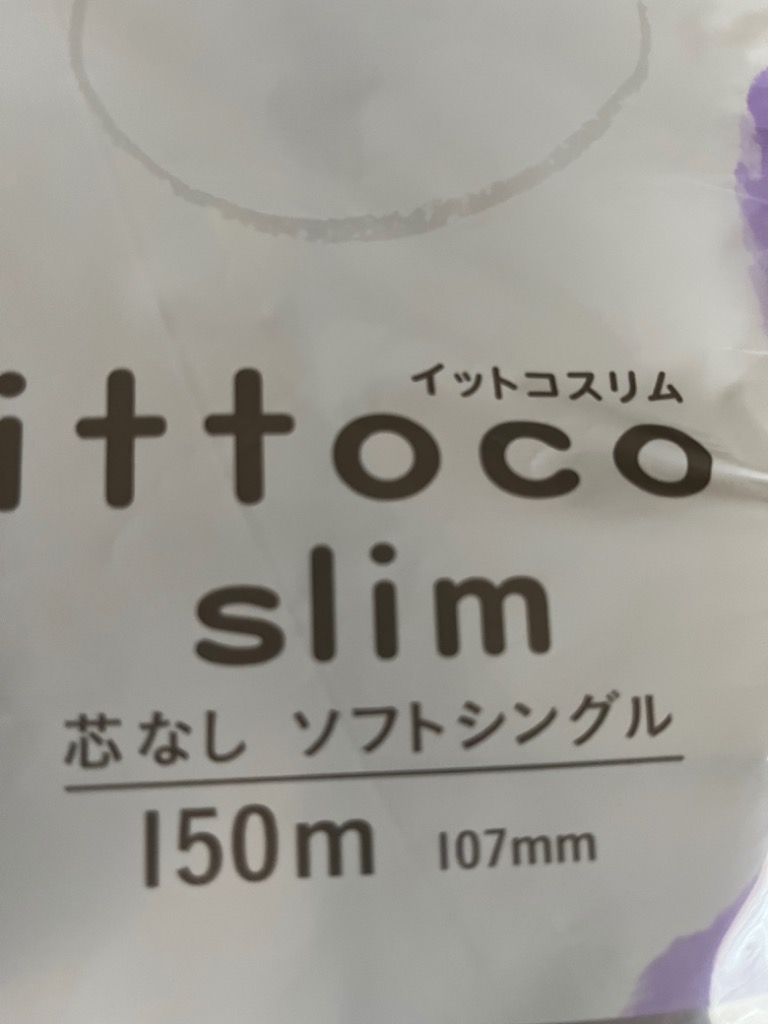 イットコスリム
ittoco
slim
芯なし ソフトシングル
150m 107mm